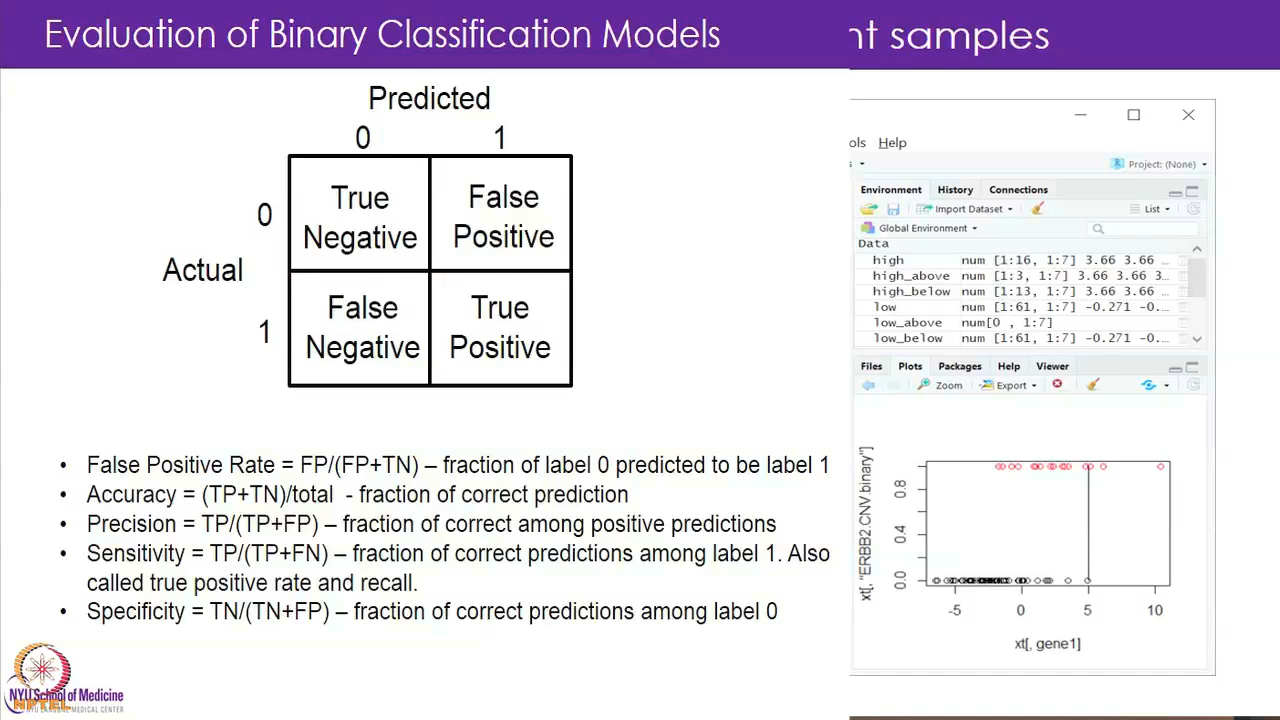 Evaluation of Binary Classification Models
nt samples
Predicted
0 1
True Negative
False Positive
0
Actual
False Negative
True Positive
1
• False Positive Rate = FP/(FP+TN) – fraction of label 0 predicted to be label 1
• Accuracy = (TP+TN)/total - fraction of correct prediction
• Precision = TP/(TP+FP) – fraction of correct among positive predictions
• Sensitivity = TP/(TP+FN) – fraction of correct predictions among label 1. Also
called true positive rate and recall.
• Specificity = TN/(TN+FP) – fraction of correct predictions among label 0
NYU School of Medicine
NYU LANGONE MEDICAL CENTER
NPTEL
ols Help
Project: (None)
Environment History Connections
Import Dataset List
Global Environment
Data
high num [1:16, 1:7] 3.66 3.66 ...
high_above num [1:3, 1:7] 3.66 3.66 3...
high_below num [1:13, 1:7] 3.66 3.66 ...
low num [1:61, 1:7] -0.271 -0...
low_above num[0 , 1:7]
low_below num [1:61, 1:7] -0.271 -0...
Files Plots Packages Help Viewer
Zoom Export
xt[, "ERBB2.CNV.binary"]
0.8
0.4
0.0
-5 0 5 10
xt[, gene1]